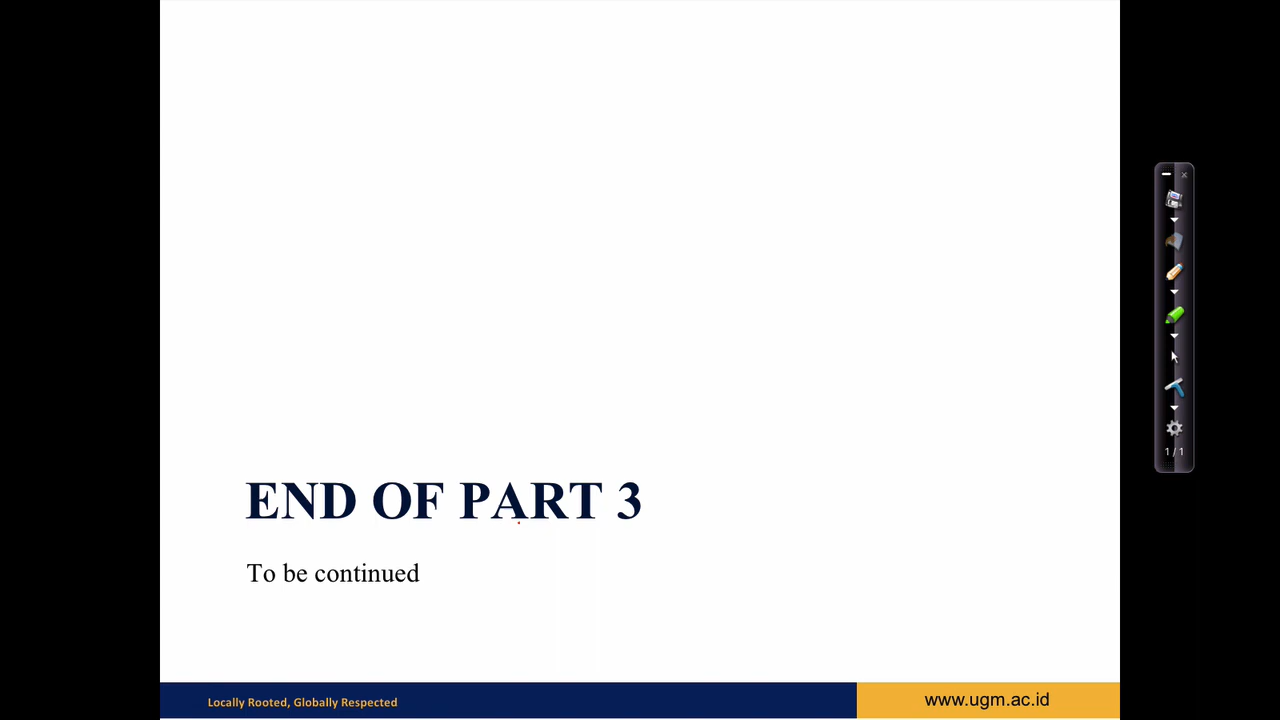 END OF PART 3
To be continued
Locally Rooted, Globally Respected
www.ugm.ac.id
1 / 1